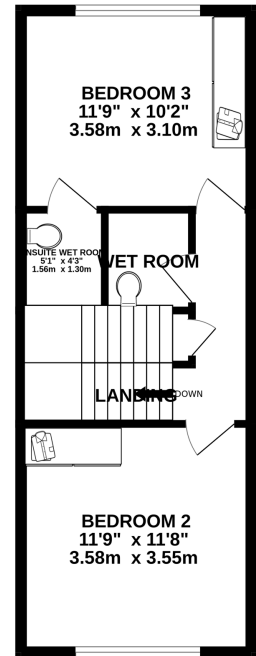 BEDROOM 3
11'9" x 10'2"
3.58m x 3.10m
ENSUITE WET ROOM
5'1" x 4'3"
1.56m x 1.30m
WET ROOM
LANDING
DOWN
BEDROOM 2
11'9" x 11'8"
3.58m x 3.55m